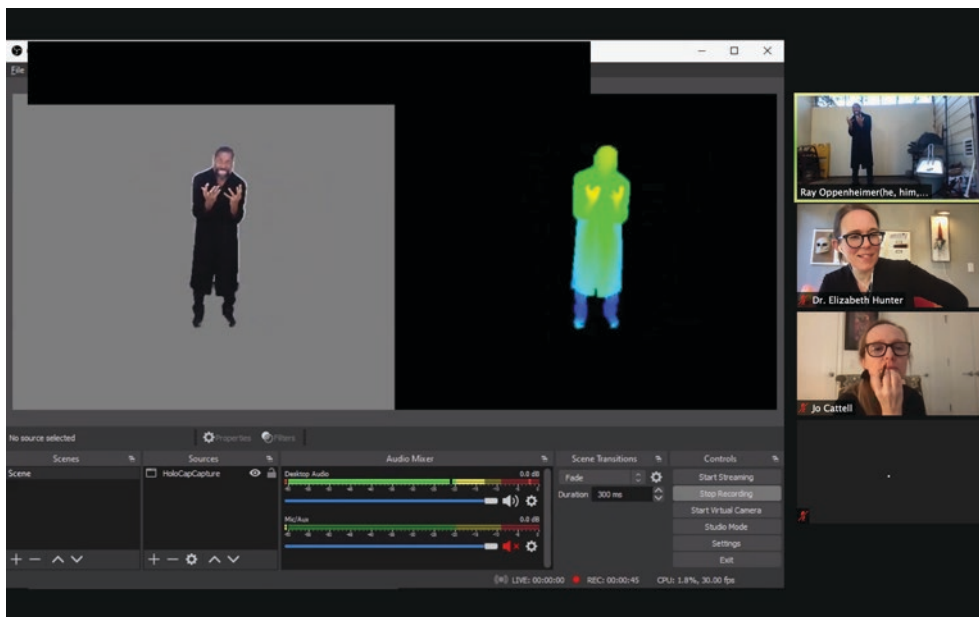 File
No source selected
Properties
Filters
Scenes
Sources
Audio Mixer
Scene Transitions
Controls
Scene
HoloCapCapture
Desktop Audio
0.0 dB
Mic/Aux
0.0 dB
Fade
Duration 300 ms
Start Streaming
Stop Recording
Start Virtual Camera
Studio Mode
Settings
Exit
LIVE: 00:00:00
REC: 00:00:45
CPU: 1.8%, 30.00 fps
Ray Oppenheimer(he, him,...
Dr. Elizabeth Hunter
Jo Cattell